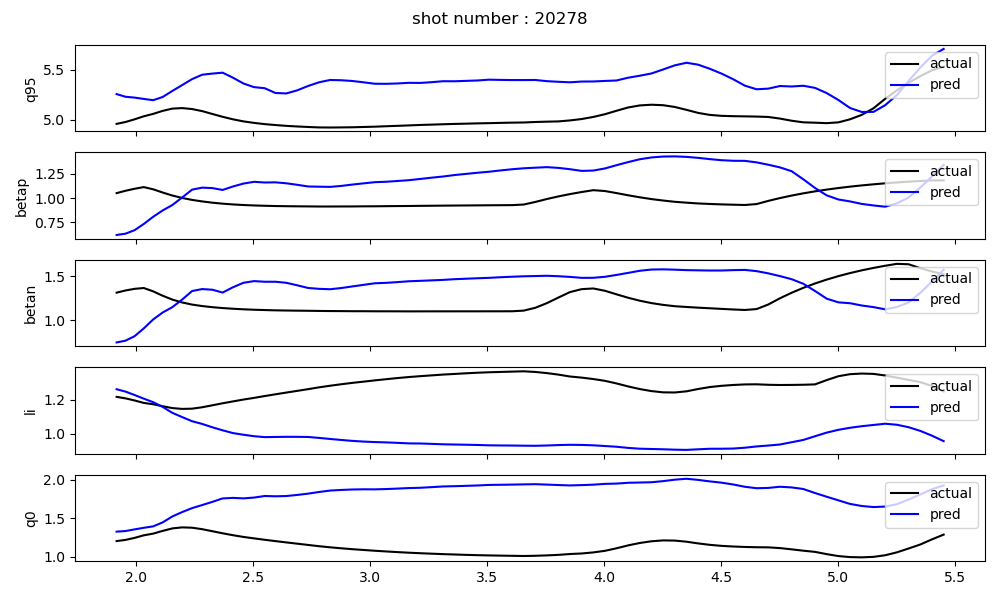 shot number : 20278
5.5
5.0
q95
actual
pred
1.25
1.00
0.75
betap
actual
pred
1.5
1.0
betan
actual
pred
1.2
1.0
li
actual
pred
2.0
1.5
1.0
q0
actual
pred
2.0 2.5 3.0 3.5 4.0 4.5 5.0 5.5